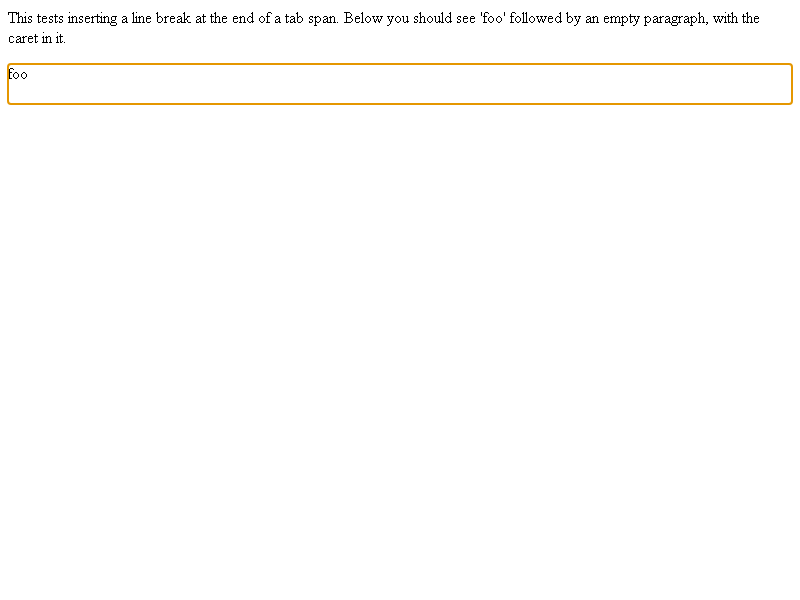 This tests inserting a line break at the end of a tab span. Below you should see 'foo' followed by an empty paragraph, with the
caret in it.
foo